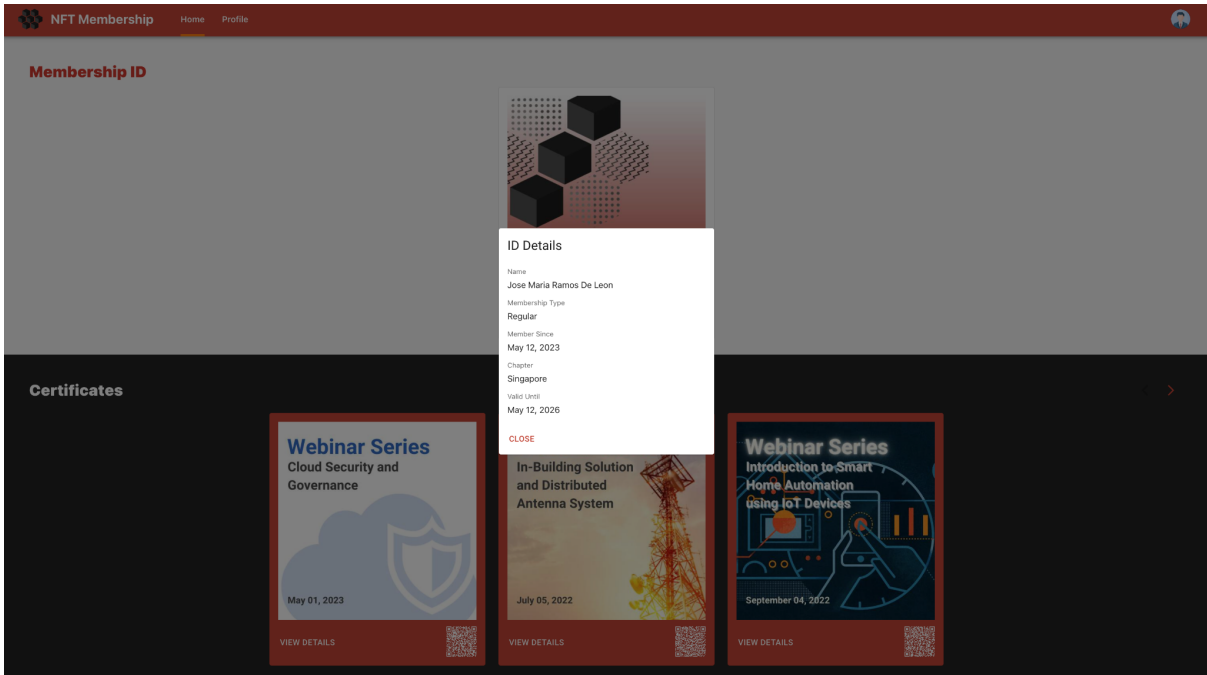 NFT Membership
Home
Profile
Membership ID
ID Details
Name
Jose Maria Ramos De Leon
Membership Type
Regular
Member Since
May 12, 2023
Chapter
Singapore
Valid Until
May 12, 2026
CLOSE
Certificates
Webinar Series
Cloud Security and
Governance
May 01, 2023
VIEW DETAILS
In-Building Solution
and Distributed
Antenna System
July 05, 2022
VIEW DETAILS
Webinar Series
Introduction to Smart
Home Automation
using IoT Devices
September 04, 2022
VIEW DETAILS